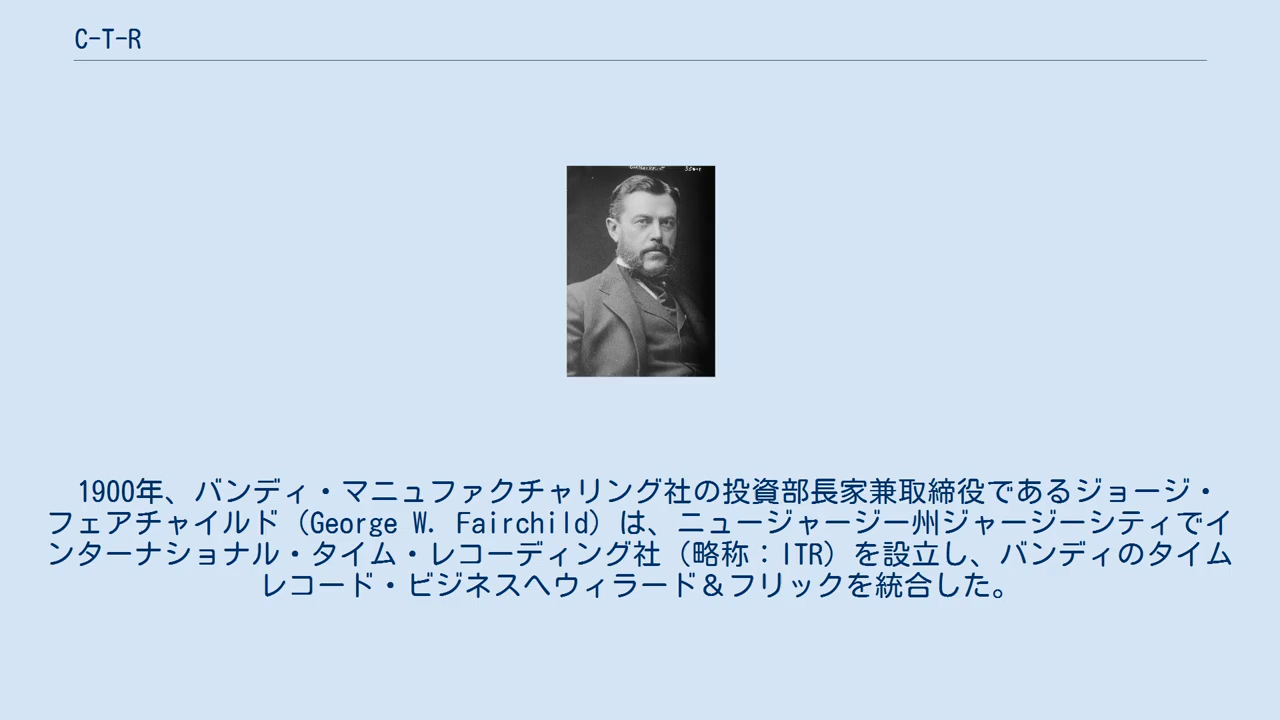 C-T-R
1900年、バンディ・マニュファクチャリング社の投資部長家兼取締役であるジョージ・
フェアチャイルド（George W. Fairchild）は、ニュージャージー州ジャージーシティでイ
ンターナショナル・タイム・レコーディング社（略称：ITR）を設立し、バンディのタイム
レコード・ビジネスへウィラード＆フリックを統合した。